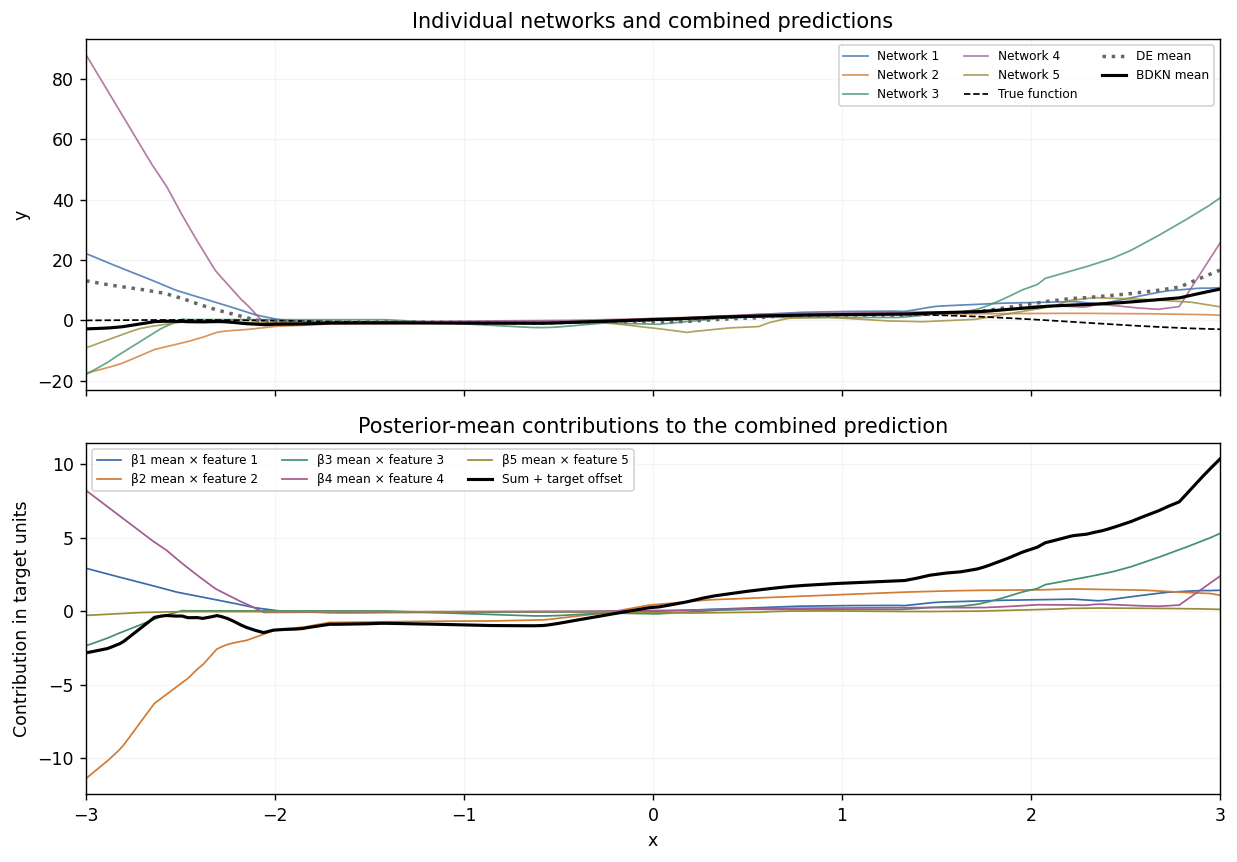 Individual networks and combined predictions
Network 1
Network 2
Network 3
Network 4
Network 5
True function
DE mean
BDKN mean
80
60
40
20
0
−20
y
Posterior-mean contributions to the combined prediction
β1 mean × feature 1
β2 mean × feature 2
β3 mean × feature 3
β4 mean × feature 4
β5 mean × feature 5
Sum + target offset
10
5
0
−5
−10
Contribution in target units
−3
−2
−1
0
1
2
3
x